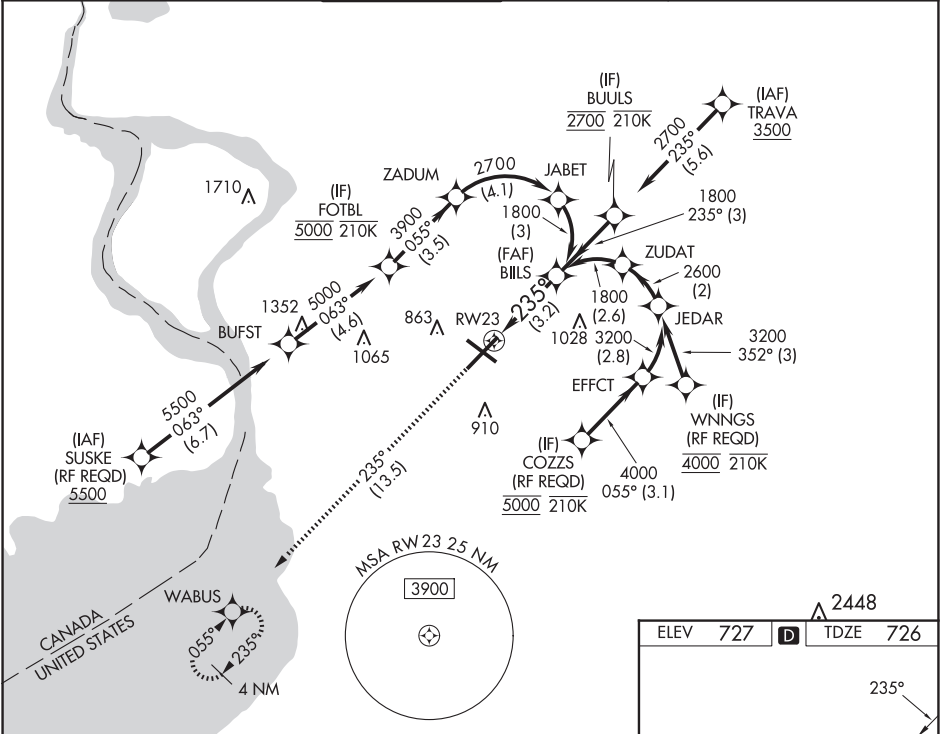 (IF)
BUULS
2700 210K
(IAF)
TRAVA
3500
2700
235°
(5.6)
ZADUM
2700
(4.1)
JABET
1710
(IF)
FOTBL
5000 210K
3900
055°
(3.5)
1800
(3)
1800
235° (3)
(FAF)
BIILS
ZUDAT
2600
(2)
1352
5000
063°
(4.6)
BUFST
1065
863
RW23
235°
(3.2)
1028
1800
(2.6)
JEDAR
3200
(2.8)
3200
352° (3)
EFFCT
5500
063°
(6.7)
(IAF)
SUSKE
(RF REQD)
5500
910
(IF)
WNNGS
(RF REQD)
4000 210K
(IF)
COZZS
(RF REQD)
5000 210K
4000
055° (3.1)
235°
(13.5)
MSA RW23 25 NM
3900
WABUS
055°
235°
4 NM
CANADA
UNITED STATES
2448
ELEV 727 D TDZE 726
235°